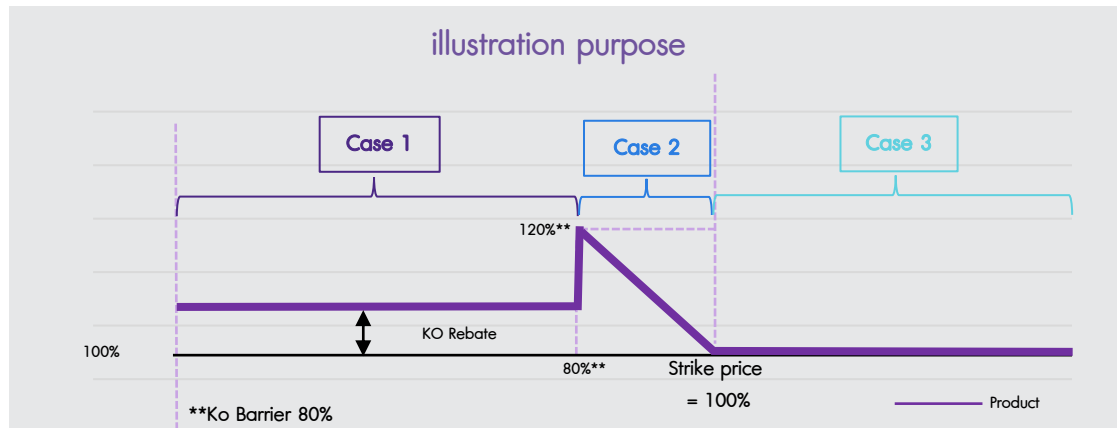 illustration purpose
Case 1
Case 2
Case 3
120%**
KO Rebate
100%
80%**
Strike price
= 100%
**Ko Barrier 80%
Product